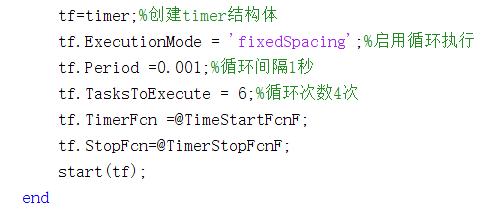 tf=timer;%创建timer结构体
tf.ExecutionMode = 'fixedSpacing';%启用循环执行
tf.Period =0.001;%循环间隔1秒
tf.TasksToExecute = 6;%循环次数4次
tf.TimerFcn =@TimeStartFcnF;
tf.StopFcn=@TimerStopFcnF;
start(tf);
end